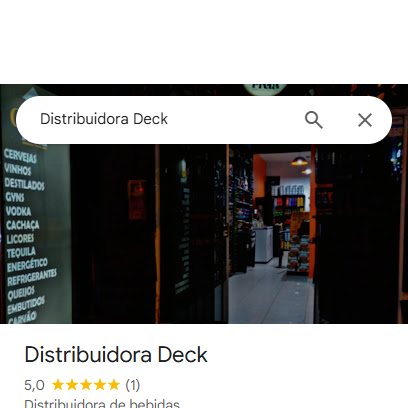 Distribuidora Deck
CERVEJAS
VINHOS
DESTILADOS
GYNS
VODKA
CACHAÇA
LICORES
TEQUILA
ENERGÉTICO
REFRIGERANTES
QUEIJOS
EMBUTIDOS
CARVÃO
Distribuidora Deck
5,0 ★★★★★ (1)
Distribuidora de bebidas